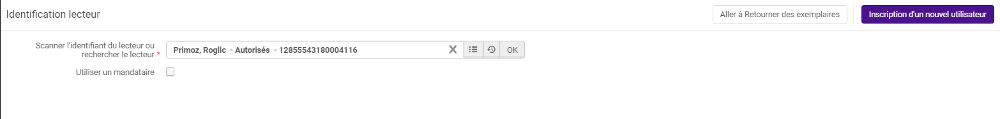 Identification lecteur
Aller à Retourner des exemplaires
Inscription d'un nouvel utilisateur
Scanner l'identifiant du lecteur ou
rechercher le lecteur *
Primoz, Roglic - Autorisés - 12855543180004116
OK
Utiliser un mandataire